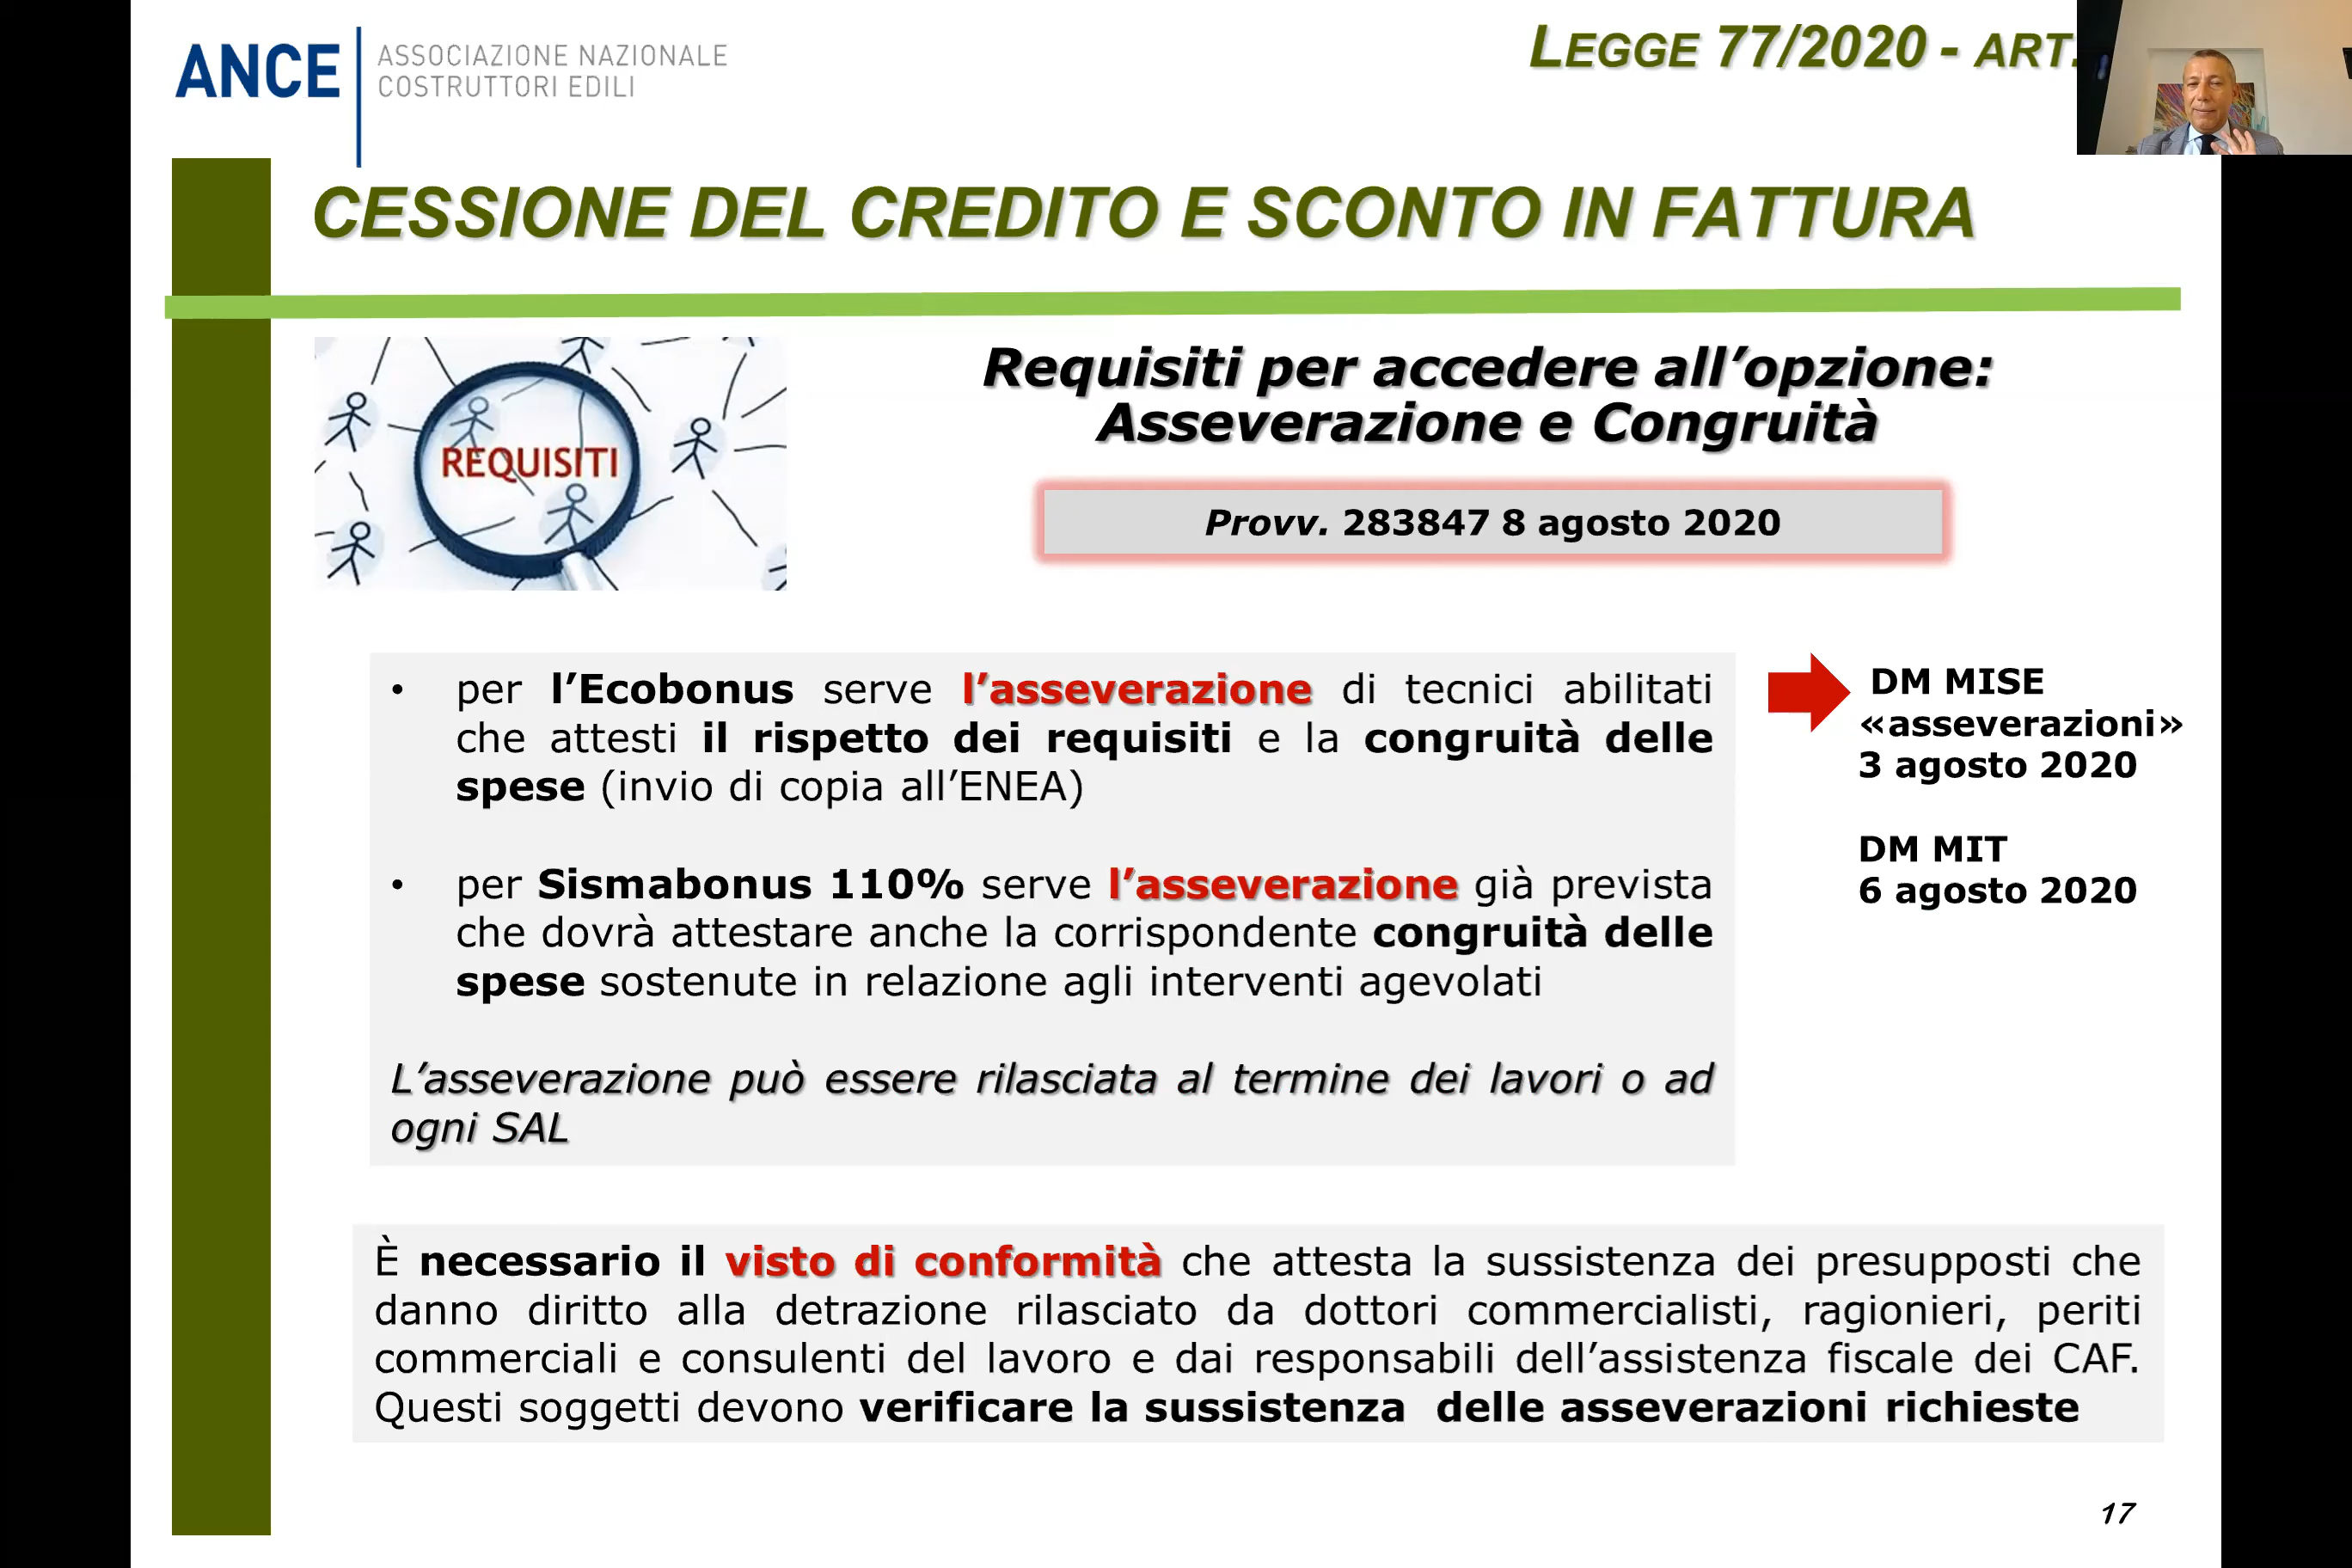 ANCE
ASSOCIAZIONE NAZIONALE
COSTRUTTORI EDILI
LEGGE 77/2020 - ART.
CESSIONE DEL CREDITO E SCONTO IN FATTURA
REQUISITI
Requisiti per accedere all’opzione:
Asseverazione e Congruità
Provv. 283847 8 agosto 2020
• per l’Ecobonus serve l’asseverazione di tecnici abilitati
che attesti il rispetto dei requisiti e la congruità delle
spese (invio di copia all’ENEA)
• per Sismabonus 110% serve l’asseverazione già prevista
che dovrà attestare anche la corrispondente congruità delle
spese sostenute in relazione agli interventi agevolati
L’asseverazione può essere rilasciata al termine dei lavori o ad
ogni SAL
DM MISE
«asseverazioni»
3 agosto 2020
DM MIT
6 agosto 2020
È necessario il visto di conformità che attesta la sussistenza dei presupposti che
danno diritto alla detrazione rilasciato da dottori commercialisti, ragionieri, periti
commerciali e consulenti del lavoro e dai responsabili dell’assistenza fiscale dei CAF.
Questi soggetti devono verificare la sussistenza  delle asseverazioni richieste
17